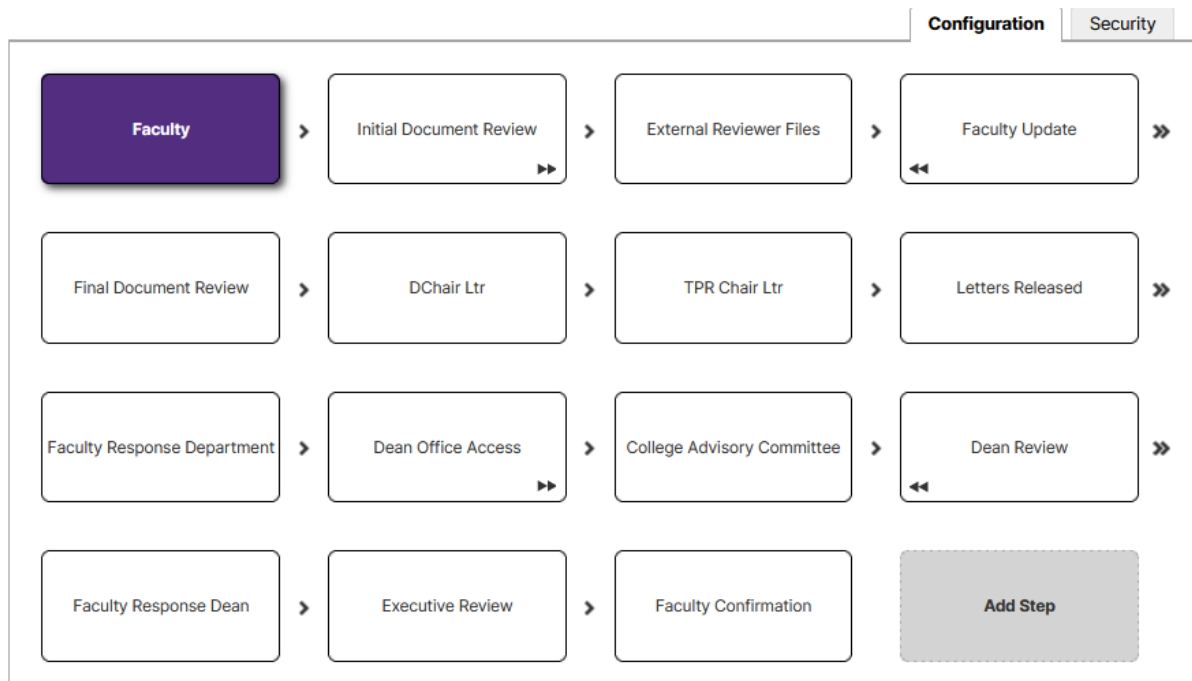 Configuration
Security
Faculty
Initial Document Review
External Reviewer Files
Faculty Update
Final Document Review
DChair Ltr
TPR Chair Ltr
Letters Released
Faculty Response Department
Dean Office Access
College Advisory Committee
Dean Review
Faculty Response Dean
Executive Review
Faculty Confirmation
Add Step